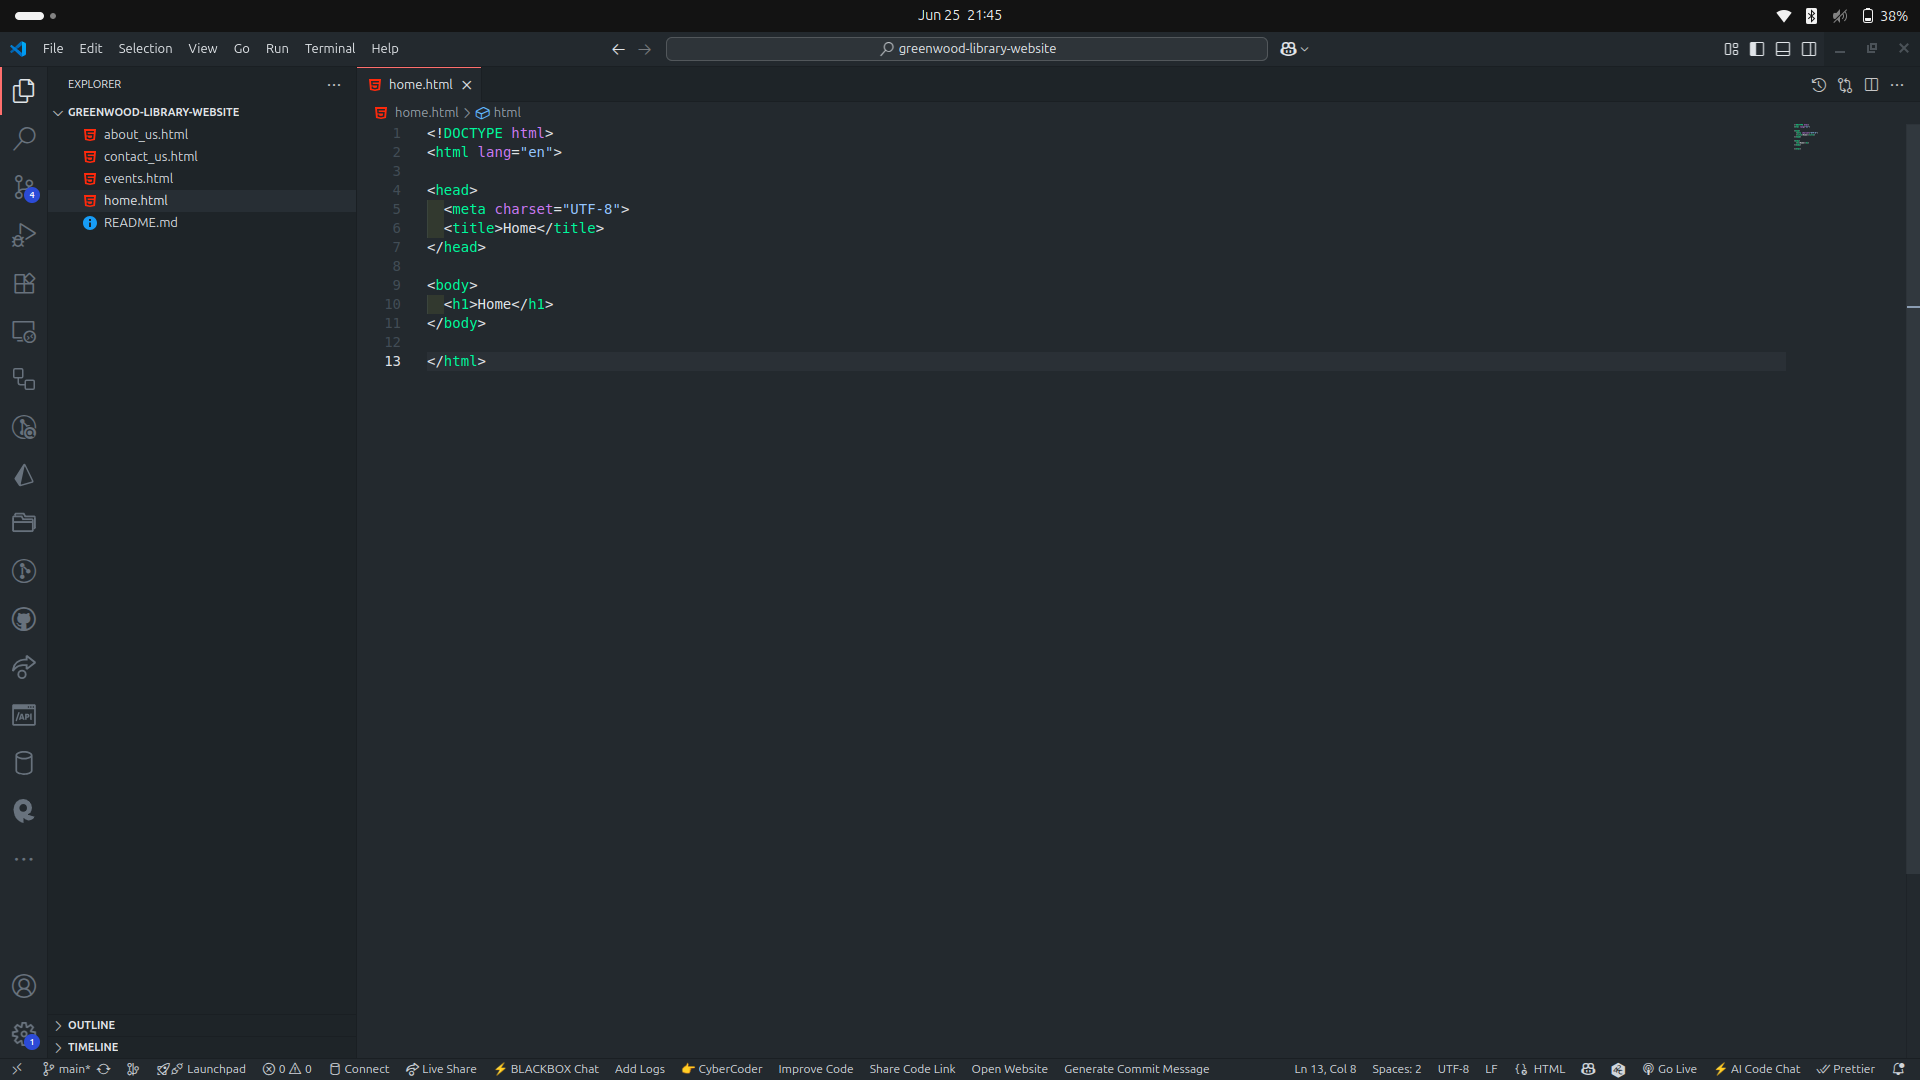 Jun 25 21:45
38%
File Edit Selection View Go Run Terminal Help
greenwood-library-website
EXPLORER
GREENWOOD-LIBRARY-WEBSITE
about_us.html
contact_us.html
4
events.html
home.html
README.md
/API
1
OUTLINE
TIMELINE
home.html
home.html > html
1 <!DOCTYPE html>
2 <html lang="en">
3
4 <head>
5 <meta charset="UTF-8">
6 <title>Home</title>
7 </head>
8
9 <body>
10 <h1>Home</h1>
11 </body>
12
13 </html>
main* Launchpad 0 0 Connect Live Share BLACKBOX Chat Add Logs CyberCoder Improve Code Share Code Link Open Website Generate Commit Message Ln 13, Col 8 Spaces: 2 UTF-8 LF HTML Go Live AI Code Chat Prettier